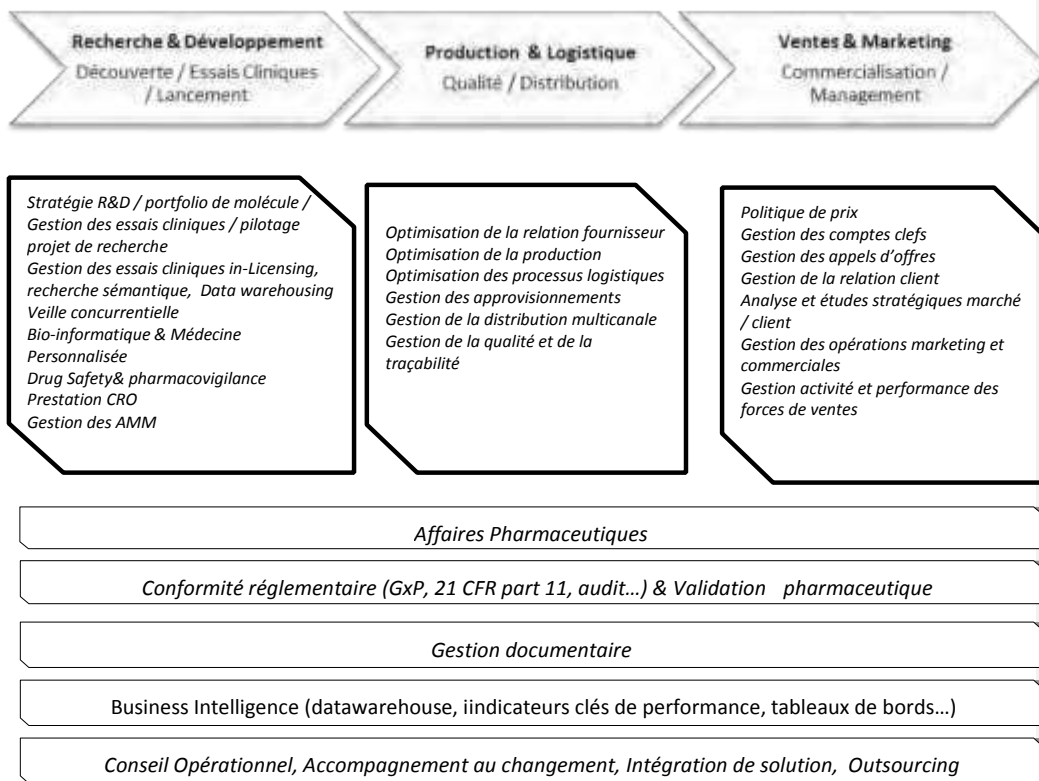 Recherche & Développement
Découverte / Essais Cliniques
/ Lancement
Production & Logistique
Qualité / Distribution
Ventes & Marketing
Commercialisation /
Management
Stratégie R&D / portfolio de molécule /
Gestion des essais cliniques / pilotage
projet de recherche
Gestion des essais cliniques in-Licensing,
recherche sémantique, Data warehousing
Veille concurrentielle
Bio-informatique & Médecine
Personnalisée
Drug Safety& pharmacovigilance
Prestation CRO
Gestion des AMM
Optimisation de la relation fournisseur
Optimisation de la production
Optimisation des processus logistiques
Gestion des approvisionnements
Gestion de la distribution multicanale
Gestion de la qualité et de la
traçabilité
Politique de prix
Gestion des comptes clefs
Gestion des appels d'offres
Gestion de la relation client
Analyse et études stratégiques marché
/ client
Gestion des opérations marketing et
commerciales
Gestion activité et performance des
forces de ventes
Affaires Pharmaceutiques
Conformité réglementaire (GxP, 21 CFR part 11, audit…) & Validation pharmaceutique
Gestion documentaire
Business Intelligence (datawarehouse, iindicateurs clés de performance, tableaux de bords…)
Conseil Opérationnel, Accompagnement au changement, Intégration de solution, Outsourcing